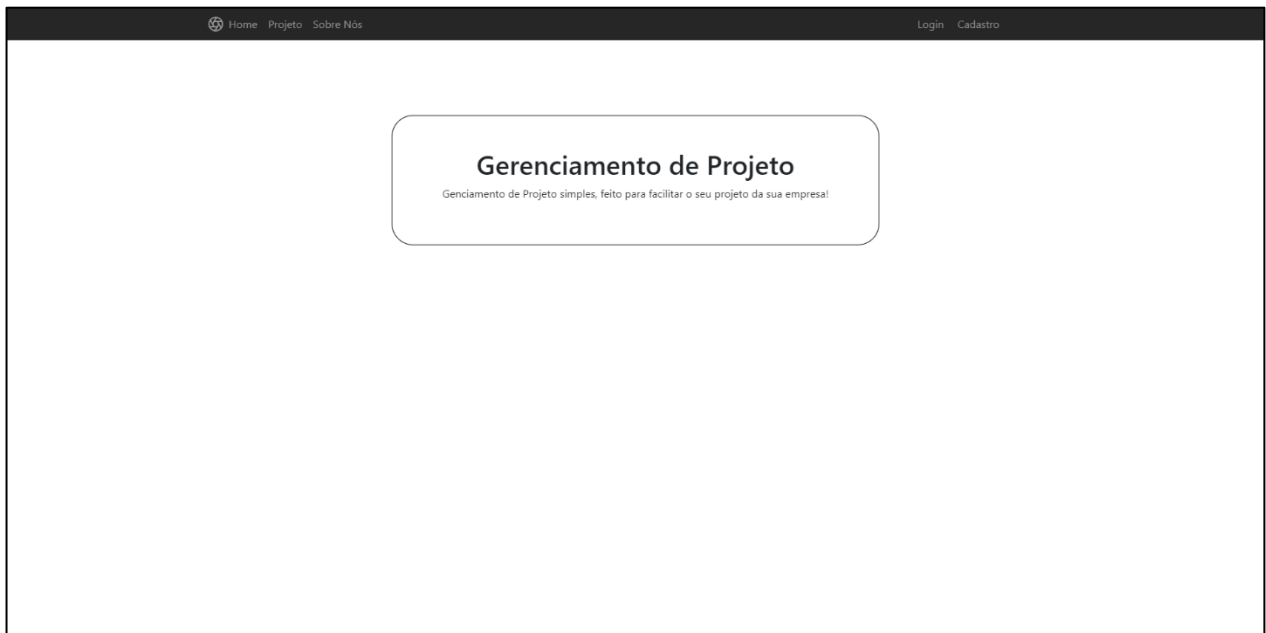 Home Projeto Sobre Nós Login Cadastro
Gerenciamento de Projeto
Genciamento de Projeto simples, feito para facilitar o seu projeto da sua empresa!